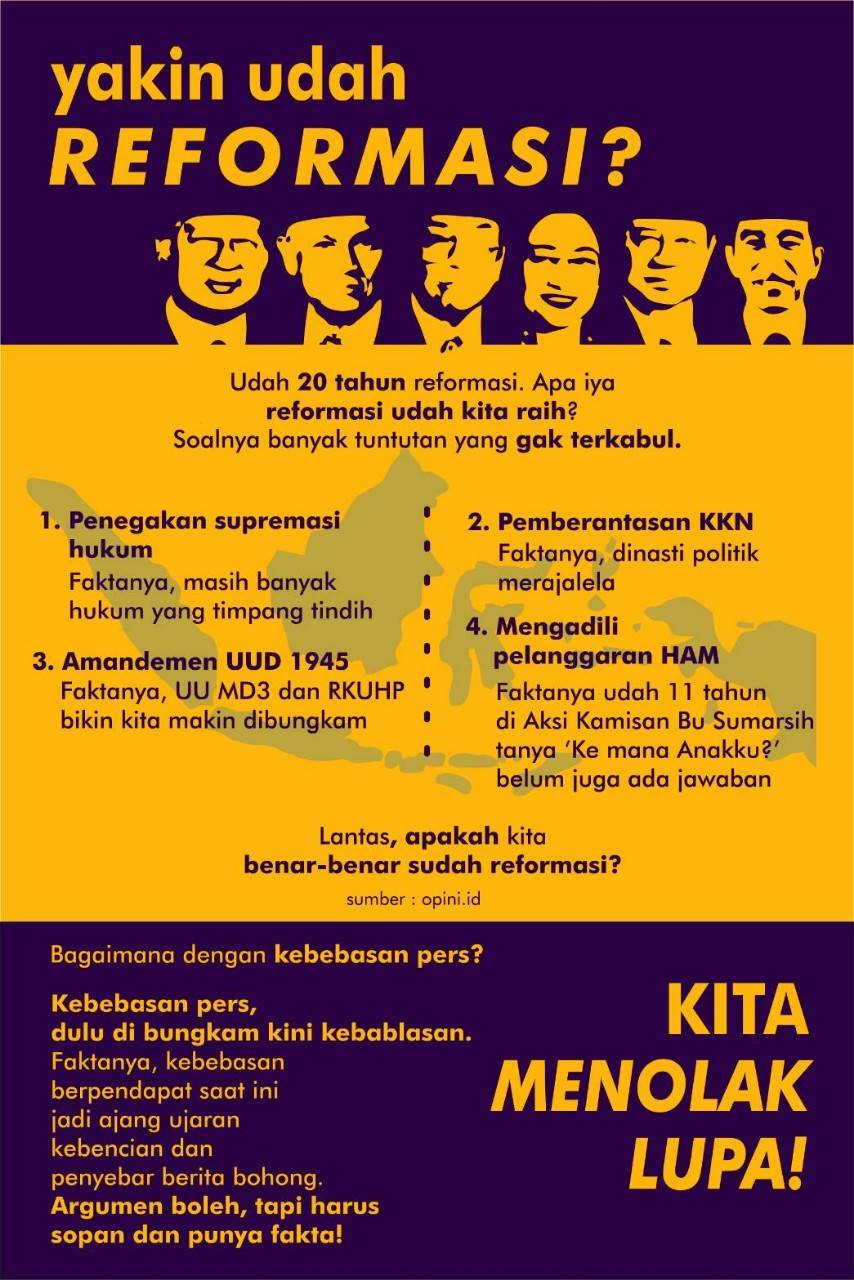 yakin udah
REFORMASI?
Udah 20 tahun reformasi. Apa iya
reformasi udah kita raih?
Soalnya banyak tuntutan yang gak terkabul.
1. Penegakan supremasi
hukum
Faktanya, masih banyak
hukum yang timpang tindih
2. Pemberantasan KKN
Faktanya, dinasti politik
merajalela
3. Amandemen UUD 1945
Faktanya, UU MD3 dan RKUHP
bikin kita makin dibungkam
4. Mengadili
pelanggaran HAM
Faktanya udah 11 tahun
di Aksi Kamisan Bu Sumarsih
tanya ‘Ke mana Anakku?’
belum juga ada jawaban
Lantas, apakah kita
benar-benar sudah reformasi?
sumber : opini.id
Bagaimana dengan kebebasan pers?
Kebebasan pers,
dulu di bungkam kini kebablasan.
Faktanya, kebebasan
berpendapat saat ini
jadi ajang ujaran
kebencian dan
penyebar berita bohong.
Argumen boleh, tapi harus
sopan dan punya fakta!
KITA
MENOLAK
LUPA!